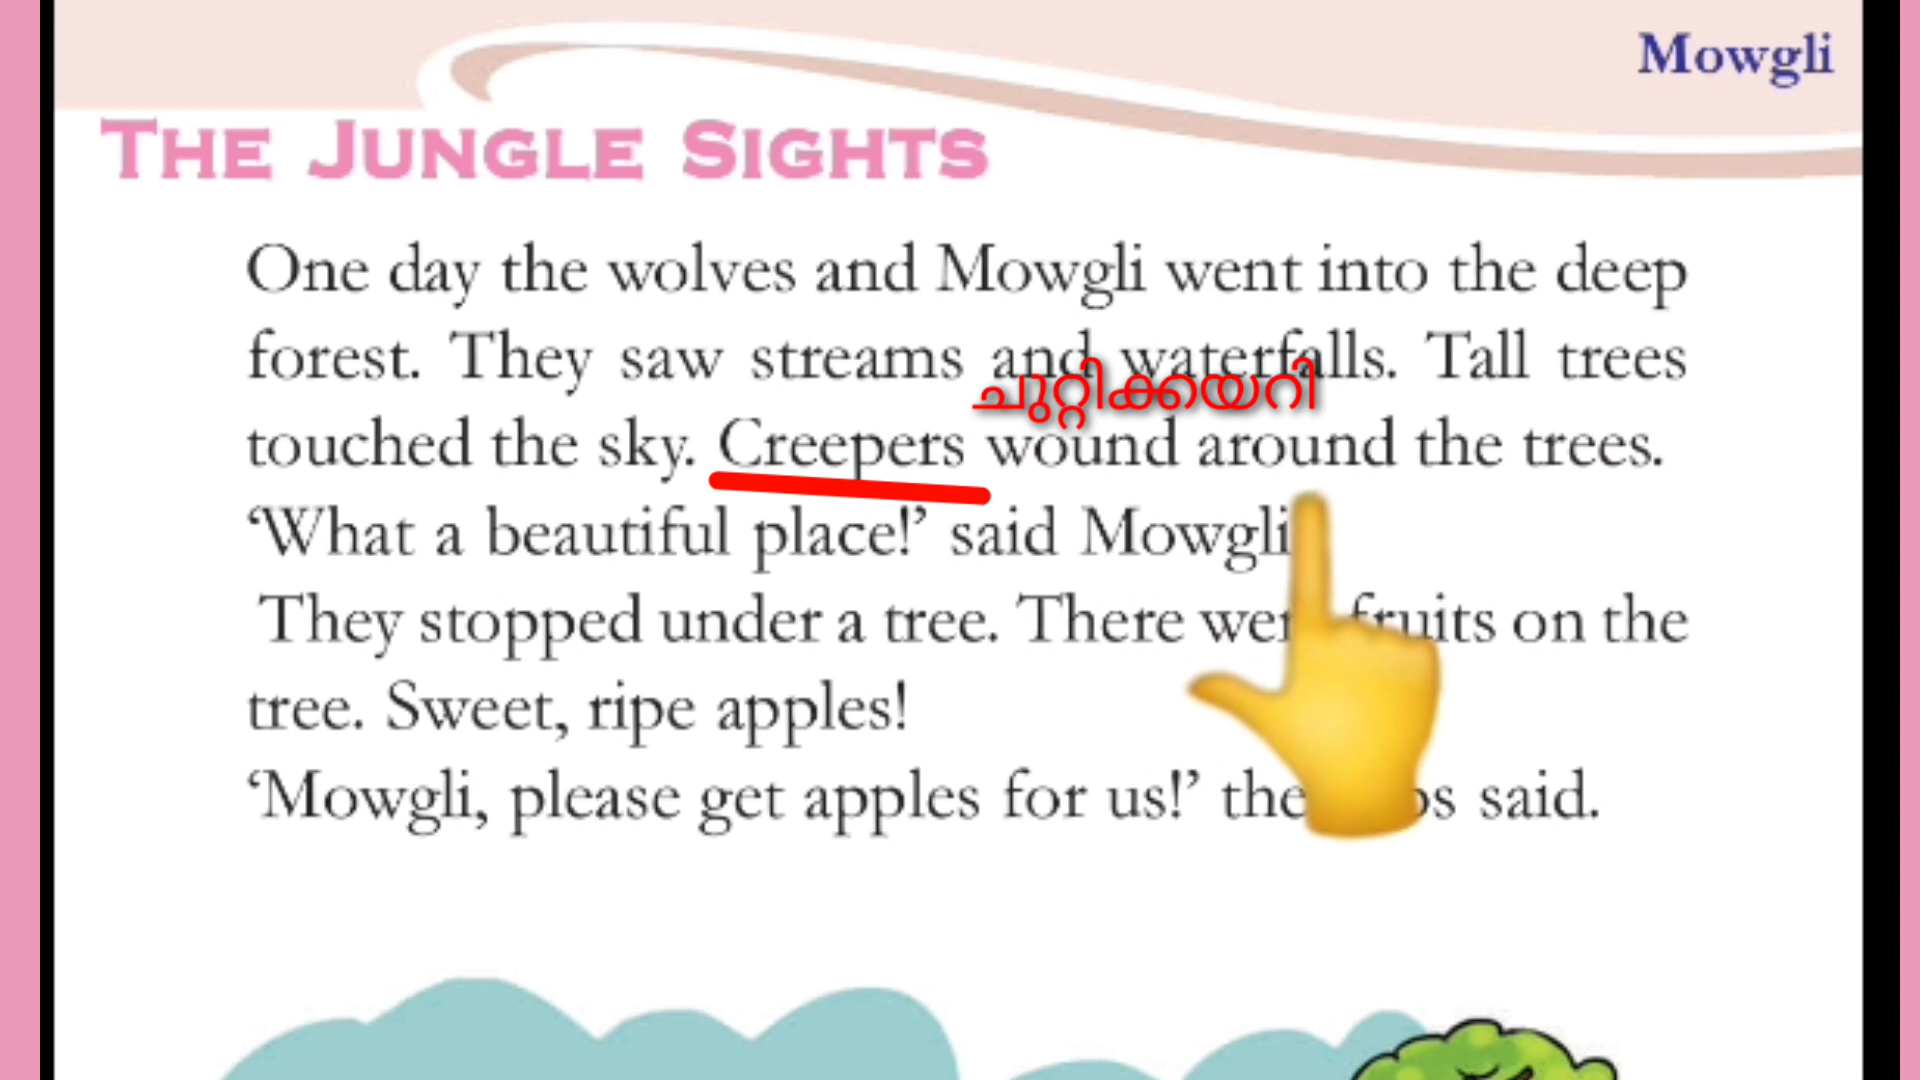 Mowgli
THE JUNGLE SIGHTS
One day the wolves and Mowgli went into the deep
forest. They saw streams and waterfalls. Tall trees
ചുറ്റിക്കയറി
touched the sky. Creepers wound around the trees.
‘What a beautiful place!’ said Mowgli
They stopped under a tree. There fruits on the
tree. Sweet, ripe apples!
‘Mowgli, please get apples for us!’ said.